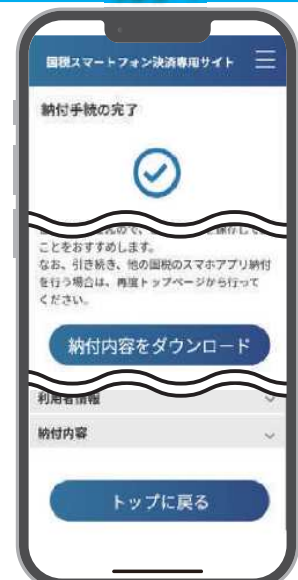 国税スマートフォン決済専用サイト
納付手続の完了
ことをおすすめします。
なお、引き続き、他の国税のスマホアプリ納付
を行う場合は、再度トップページから行って
ください。
納付内容をダウンロード
利用者情報
納付内容
トップに戻る